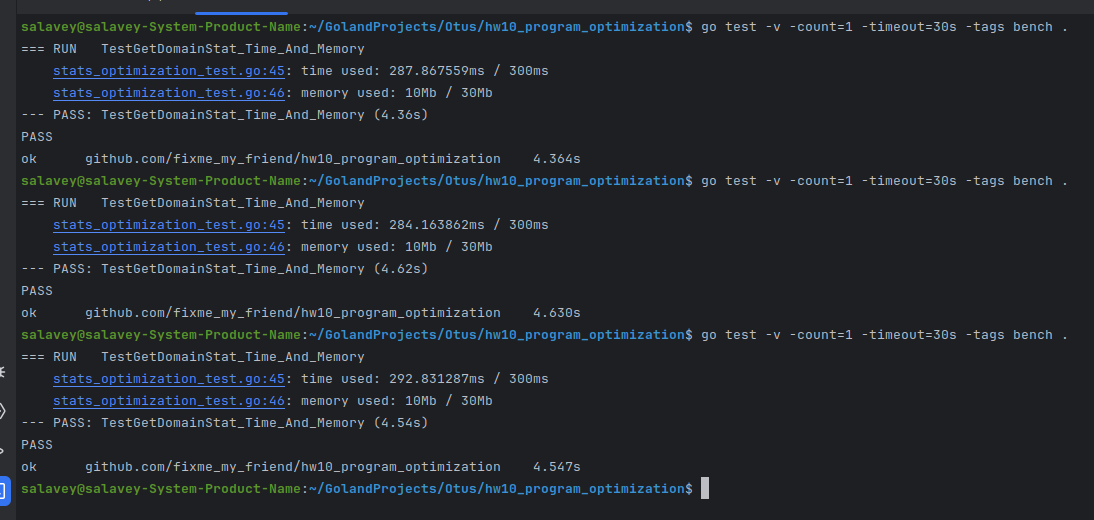 salavey@salavey-System-Product-Name:~/GolandProjects/Otus/hw10_program_optimization$ go test -v -count=1 -timeout=30s -tags bench .
=== RUN   TestGetDomainStat_Time_And_Memory
    stats_optimization_test.go:45: time used: 287.867559ms / 300ms
    stats_optimization_test.go:46: memory used: 10Mb / 30Mb
--- PASS: TestGetDomainStat_Time_And_Memory (4.36s)
PASS
ok      github.com/fixme_my_friend/hw10_program_optimization    4.364s
salavey@salavey-System-Product-Name:~/GolandProjects/Otus/hw10_program_optimization$ go test -v -count=1 -timeout=30s -tags bench .
=== RUN   TestGetDomainStat_Time_And_Memory
    stats_optimization_test.go:45: time used: 284.163862ms / 300ms
    stats_optimization_test.go:46: memory used: 10Mb / 30Mb
--- PASS: TestGetDomainStat_Time_And_Memory (4.62s)
PASS
ok      github.com/fixme_my_friend/hw10_program_optimization    4.630s
salavey@salavey-System-Product-Name:~/GolandProjects/Otus/hw10_program_optimization$ go test -v -count=1 -timeout=30s -tags bench .
=== RUN   TestGetDomainStat_Time_And_Memory
    stats_optimization_test.go:45: time used: 292.831287ms / 300ms
    stats_optimization_test.go:46: memory used: 10Mb / 30Mb
--- PASS: TestGetDomainStat_Time_And_Memory (4.54s)
PASS
ok      github.com/fixme_my_friend/hw10_program_optimization    4.547s
salavey@salavey-System-Product-Name:~/GolandProjects/Otus/hw10_program_optimization$